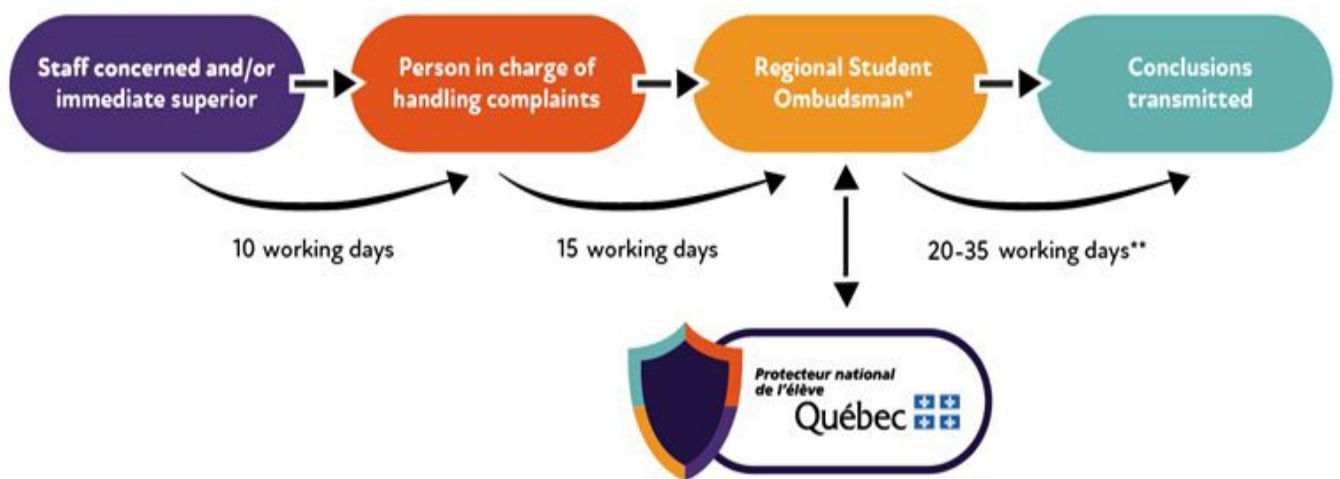 Staff concerned and/or
immediate superior
Person in charge of
handling complaints
Regional Student
Ombudsman*
Conclusions
transmitted
10 working days
15 working days
20-35 working days**
Protecteur national
de l'élève
Québec